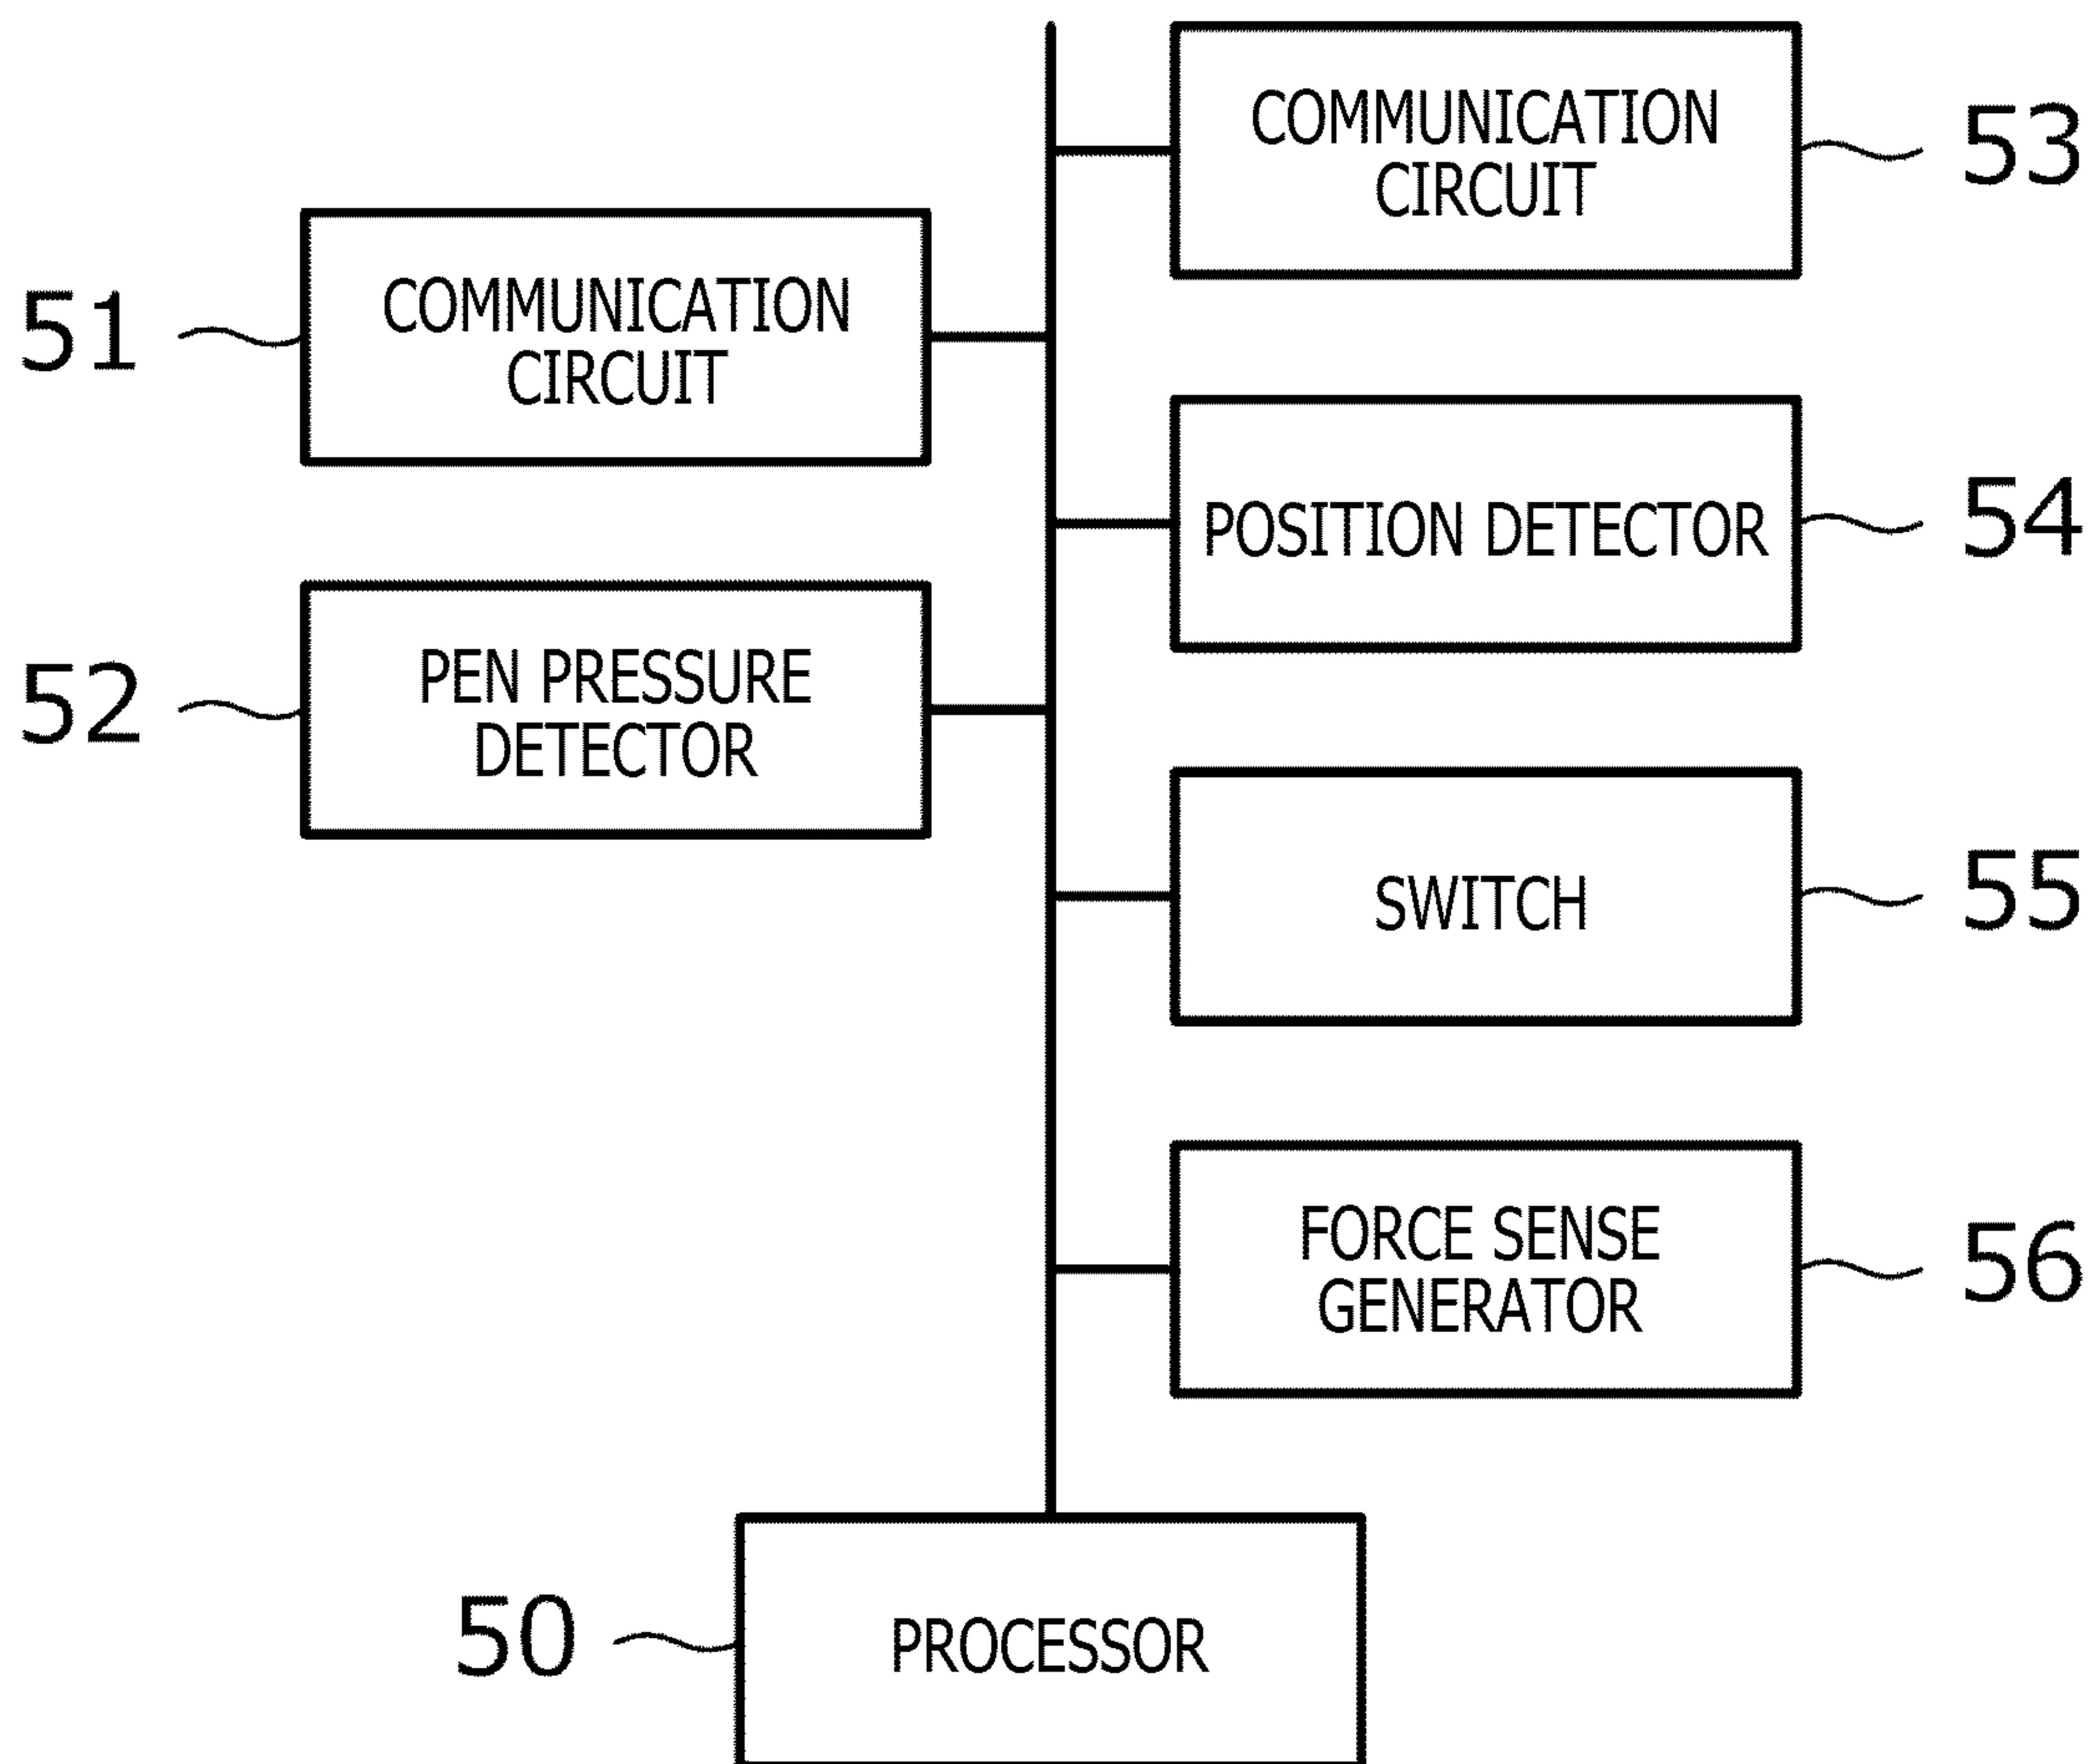 COMMUNICATION
CIRCUIT
53
51
COMMUNICATION
CIRCUIT
POSITION DETECTOR
54
52
PEN PRESSURE
DETECTOR
SWITCH
55
FORCE SENSE
GENERATOR
56
50
PROCESSOR